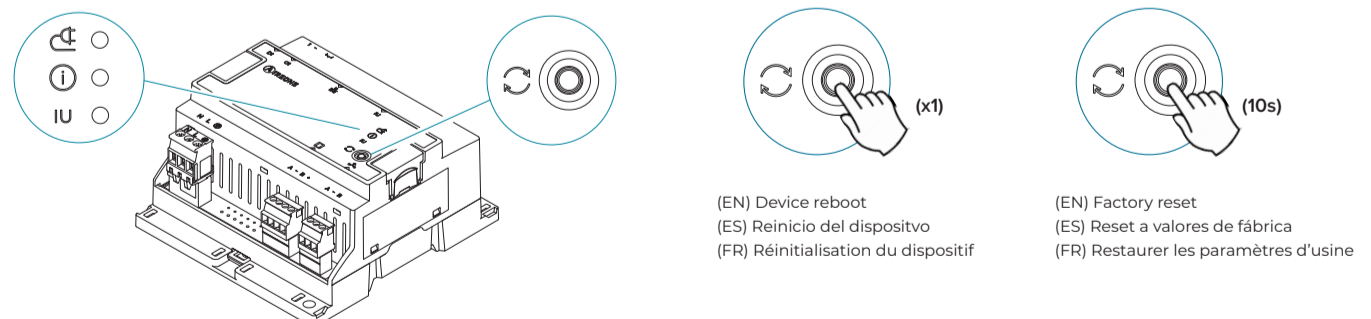 IU
AIRZONE
N L
A - B +
A - B
(x1)
(10s)
(EN) Device reboot
(ES) Reinicio del dispositvo
(FR) Réinitialisation du dispositif
(EN) Factory reset
(ES) Reset a valores de fábrica
(FR) Restaurer les paramètres d’usine